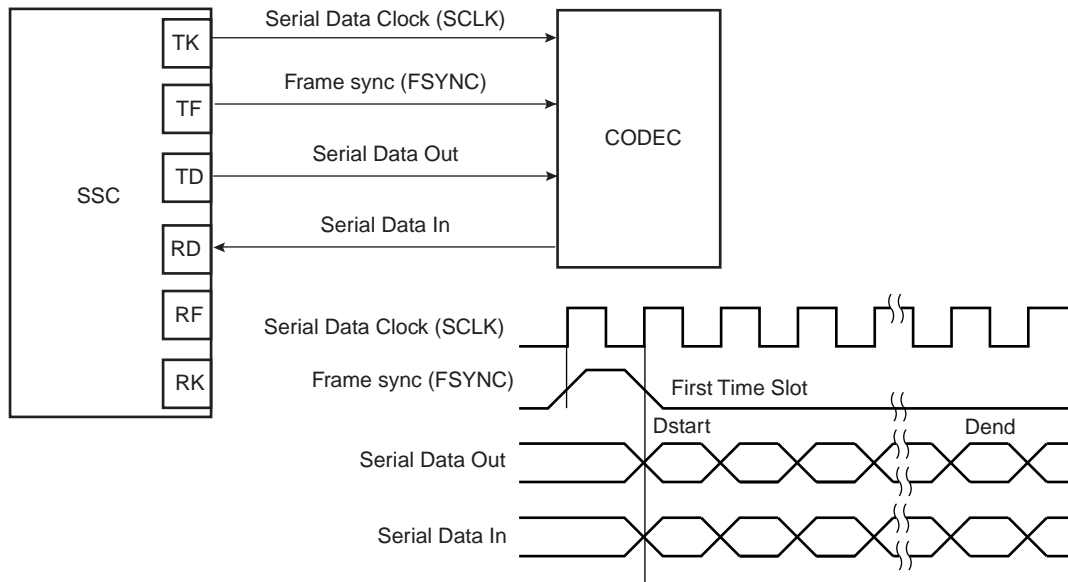 SSC
TK
TF
TD
RD
RF
RK
Serial Data Clock (SCLK)
Frame sync (FSYNC)
Serial Data Out
Serial Data In
CODEC
Serial Data Clock (SCLK)
Frame sync (FSYNC)
First Time Slot
Dstart
Dend
Serial Data Out
Serial Data In